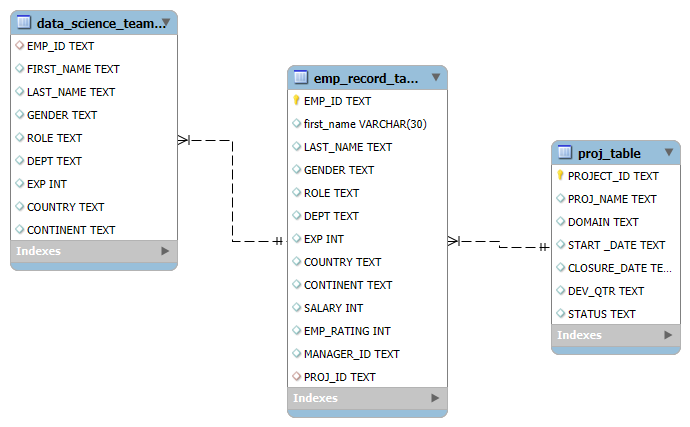 data_science_team...
EMP_ID TEXT
FIRST_NAME TEXT
LAST_NAME TEXT
GENDER TEXT
ROLE TEXT
DEPT TEXT
EXP INT
COUNTRY TEXT
CONTINENT TEXT
Indexes
emp_record_ta...
EMP_ID TEXT
first_name VARCHAR(30)
LAST_NAME TEXT
GENDER TEXT
ROLE TEXT
DEPT TEXT
EXP INT
COUNTRY TEXT
CONTINENT TEXT
SALARY INT
EMP_RATING INT
MANAGER_ID TEXT
PROJ_ID TEXT
Indexes
proj_table
PROJECT_ID TEXT
PROJ_NAME TEXT
DOMAIN TEXT
START _DATE TEXT
CLOSURE_DATE TE...
DEV_QTR TEXT
STATUS TEXT
Indexes